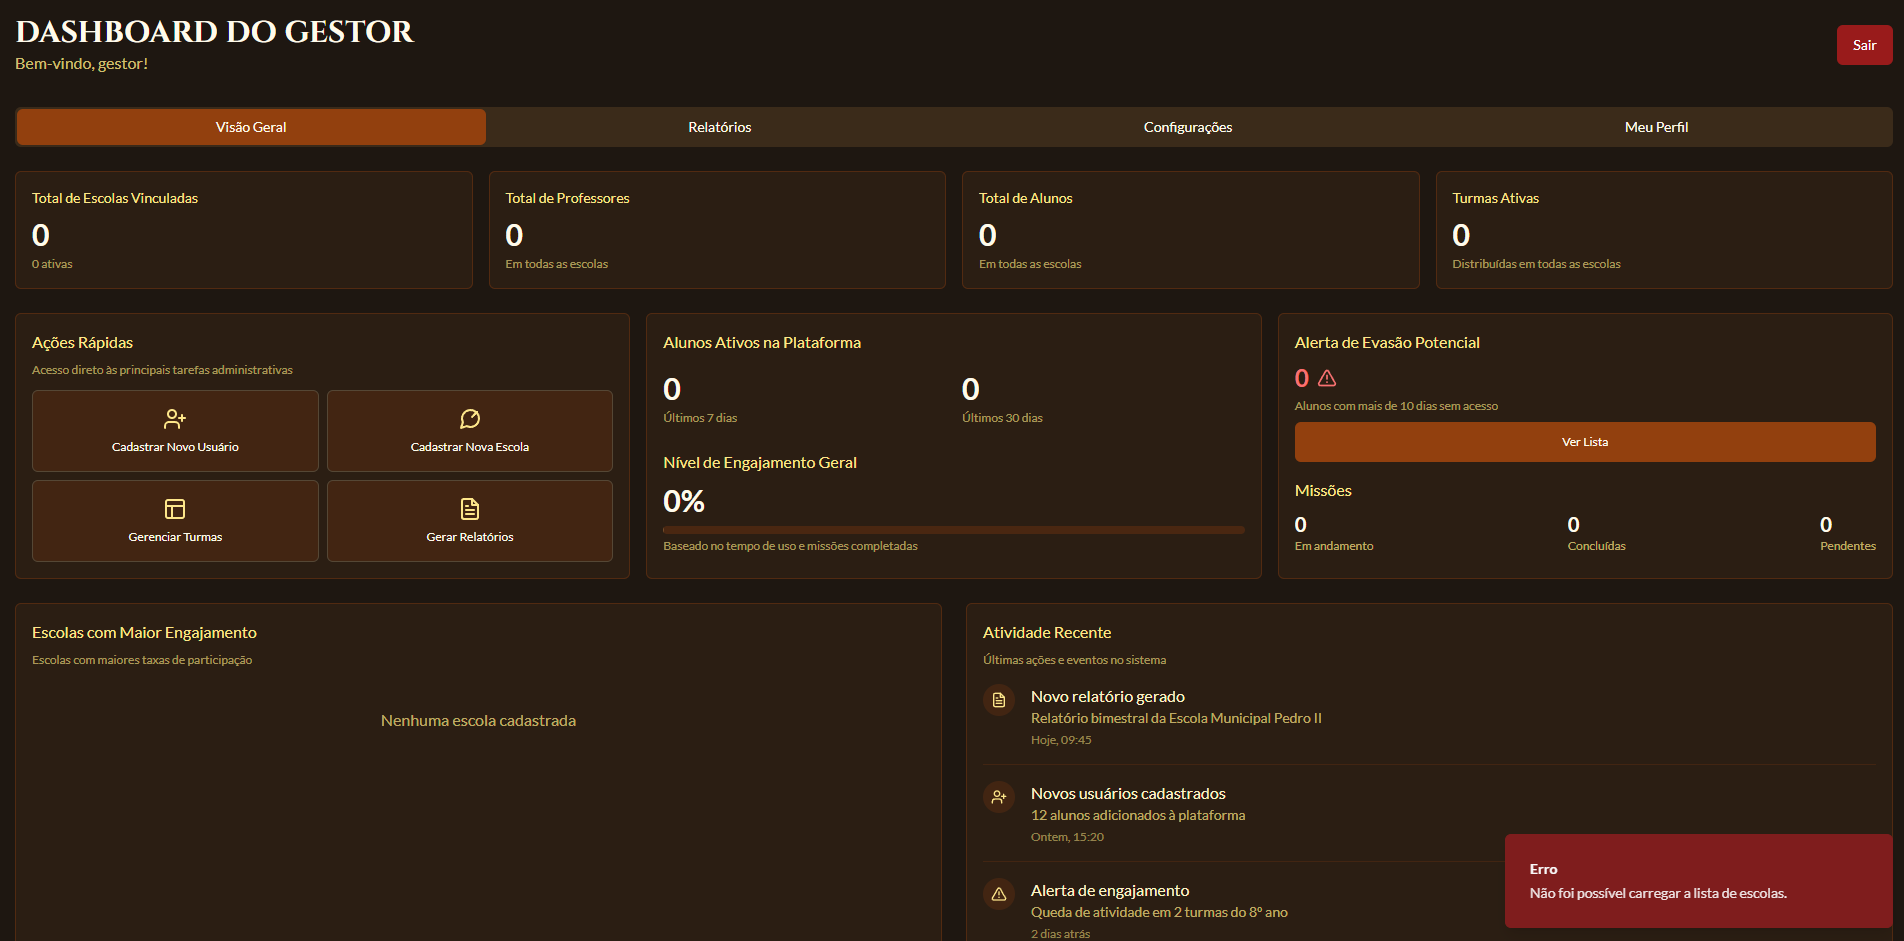 DASHBOARD DO GESTOR
Bem-vindo, gestor!
Sair
Visão Geral
Relatórios
Configurações
Meu Perfil
Total de Escolas Vinculadas
0
0 ativas
Total de Professores
0
Em todas as escolas
Total de Alunos
0
Em todas as escolas
Turmas Ativas
0
Distribuídas em todas as escolas
Ações Rápidas
Acesso direto às principais tarefas administrativas
Cadastrar Novo Usuário
Cadastrar Nova Escola
Gerenciar Turmas
Gerar Relatórios
Alunos Ativos na Plataforma
0
Últimos 7 dias
0
Últimos 30 dias
Nível de Engajamento Geral
0%
Baseado no tempo de uso e missões completadas
Alerta de Evasão Potencial
0
Alunos com mais de 10 dias sem acesso
Ver Lista
Missões
0
Em andamento
0
Concluídas
0
Pendentes
Escolas com Maior Engajamento
Escolas com maiores taxas de participação
Nenhuma escola cadastrada
Atividade Recente
Últimas ações e eventos no sistema
Novo relatório gerado
Relatório bimestral da Escola Municipal Pedro II
Hoje, 09:45
Novos usuários cadastrados
12 alunos adicionados à plataforma
Ontem, 15:20
Alerta de engajamento
Queda de atividade em 2 turmas do 8º ano
2 dias atrás
Erro
Não foi possível carregar a lista de escolas.